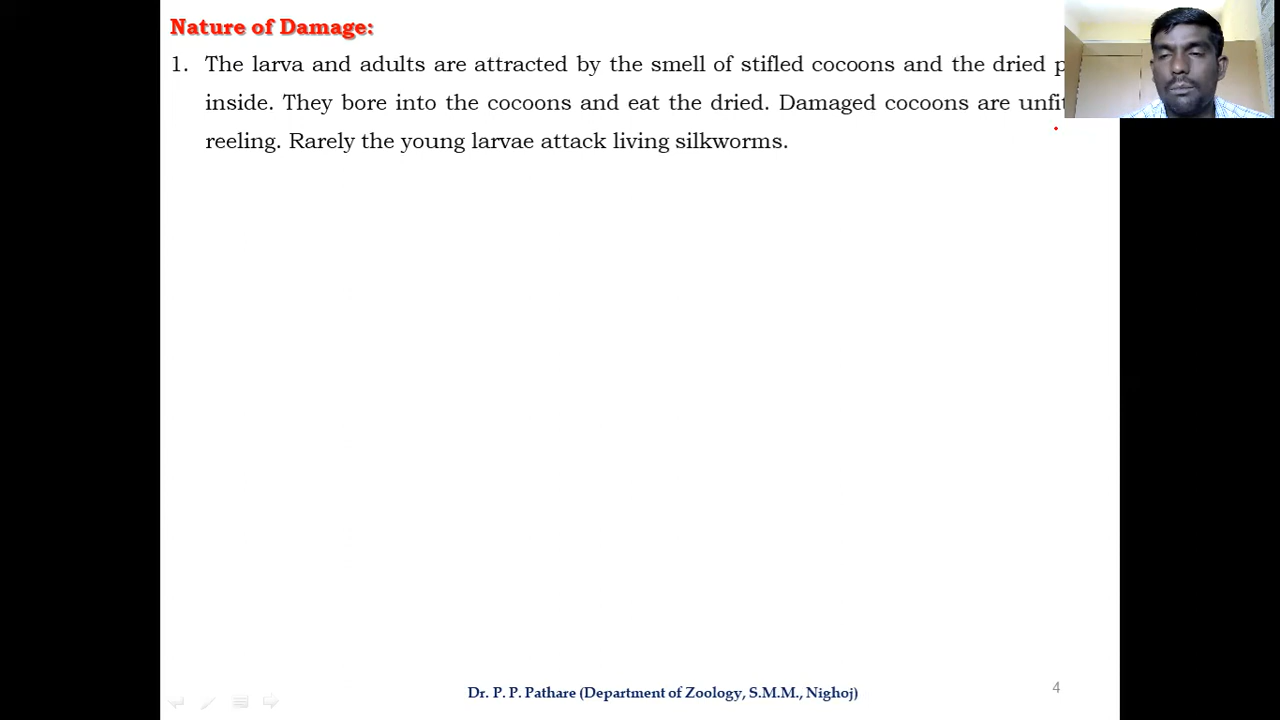 Nature of Damage:
1. The larva and adults are attracted by the smell of stifled cocoons and the dried
inside. They bore into the cocoons and eat the dried. Damaged cocoons are unfit
reeling. Rarely the young larvae attack living silkworms.
Dr. P. P. Pathare (Department of Zoology, S.M.M., Nighoj)
4